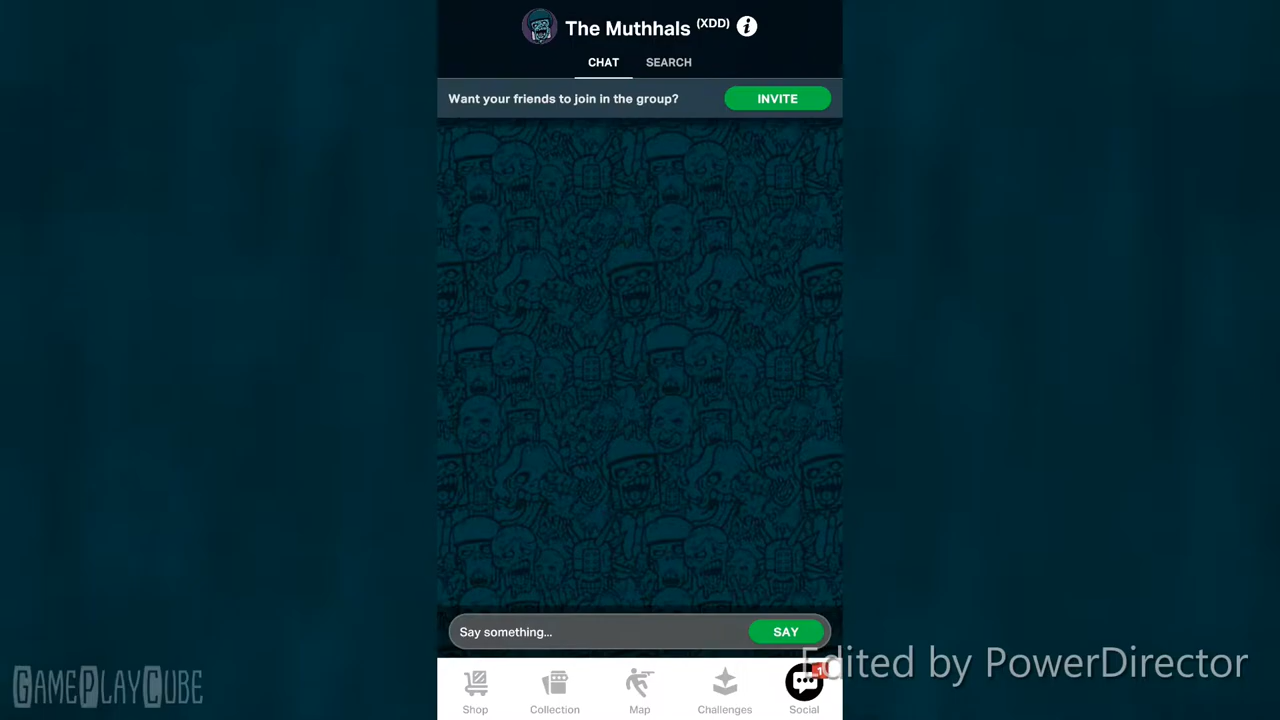 The Muthhals (XDD) i
CHAT SEARCH
Want your friends to join in the group? INVITE
Say something... SAY
Shop Collection Map Challenges Social
GAMEPLAYCUBE
Edited by PowerDirector